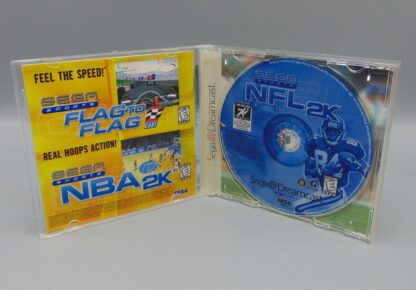 FEEL THE SPEED!
SEGA
SPORTS
FLAG TO
FLAG
REAL HOOPS ACTION!
SEGA
SPORTS
NBA 2K
SEGA
Sega Dreamcast
SEGA
SPORTS
NFL 2K
84
Sega Dreamcast
SEGA